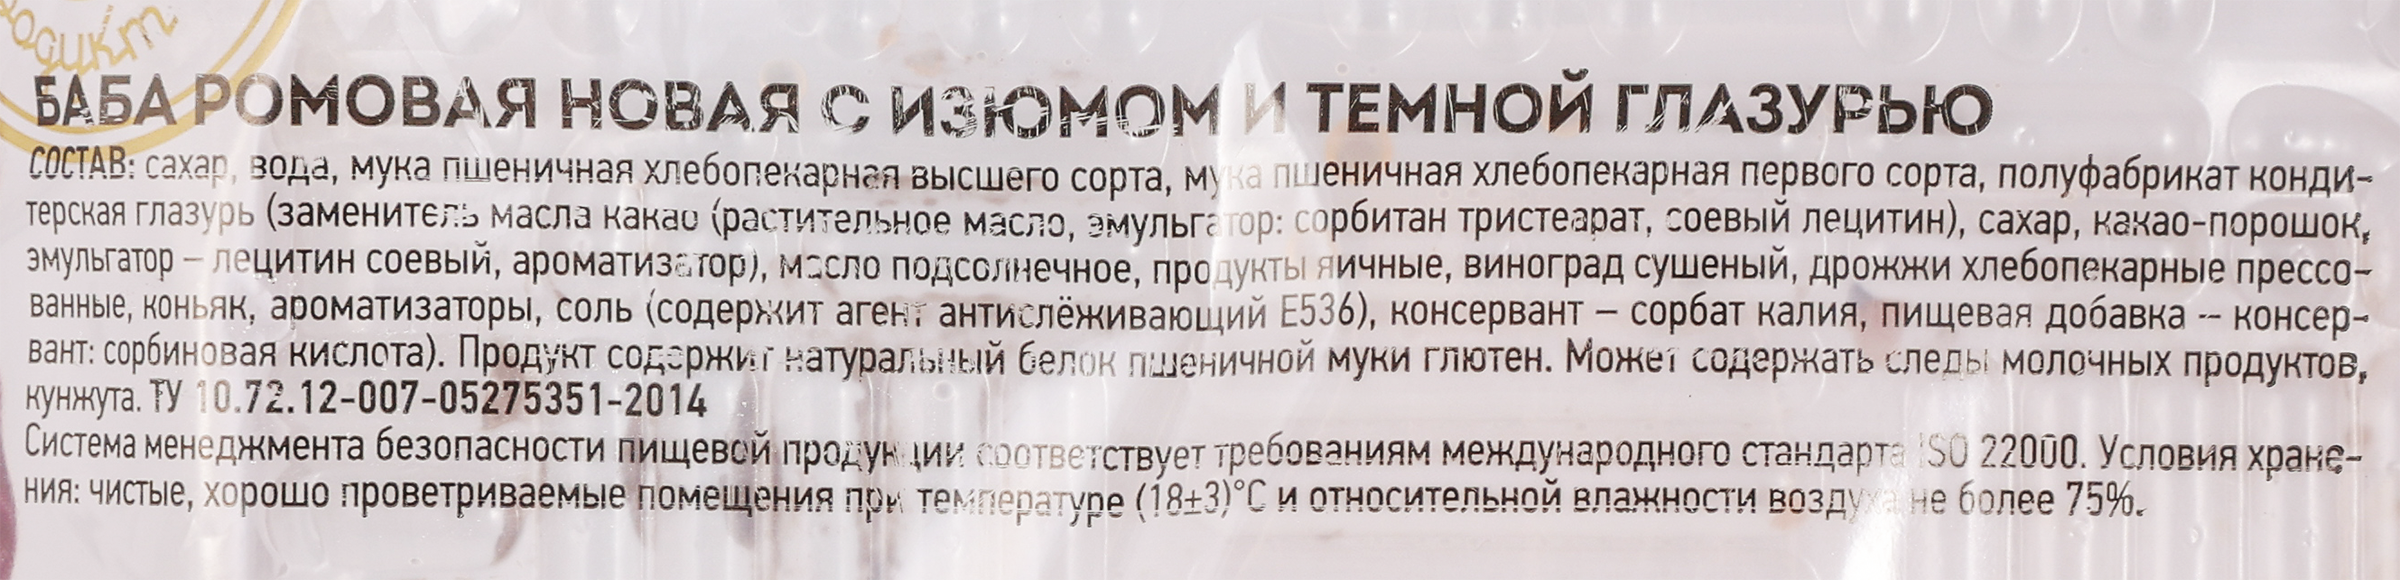 продукт
БАБА РОМОВАЯ НОВАЯ С ИЗЮМОМ И ТЕМНОЙ ГЛАЗУРЬЮ
СОСТАВ: сахар, вода, мука пшеничная хлебопекарная высшего сорта, мука пшеничная хлебопекарная первого сорта, полуфабрикат конди-
терская глазурь (заменитель масла какао (растительное масло, эмульгатор: сорбитан тристеарат, соевый лецитин), сахар, какао-порошок,
эмульгатор – лецитин соевый, ароматизатор), масло подсолнечное, продукты яичные, виноград сушеный, дрожжи хлебопекарные прессо-
ванные, коньяк, ароматизаторы, соль (содержит агент антислёживающий Е536), консервант – сорбат калия, пищевая добавка -- консер-
вант: сорбиновая кислота). Продукт содержит натуральный белок пшеничной муки глютен. Может содержать следы молочных продуктов,
кунжута. ТУ 10.72.12-007-05275351-2014
Система менеджмента безопасности пищевой продукции соответствует требованиям международного стандарта ISO 22000. Условия хране-
ния: чистые, хорошо проветриваемые помещения при температуре (18±3)°С и относительной влажности воздуха не более 75%.